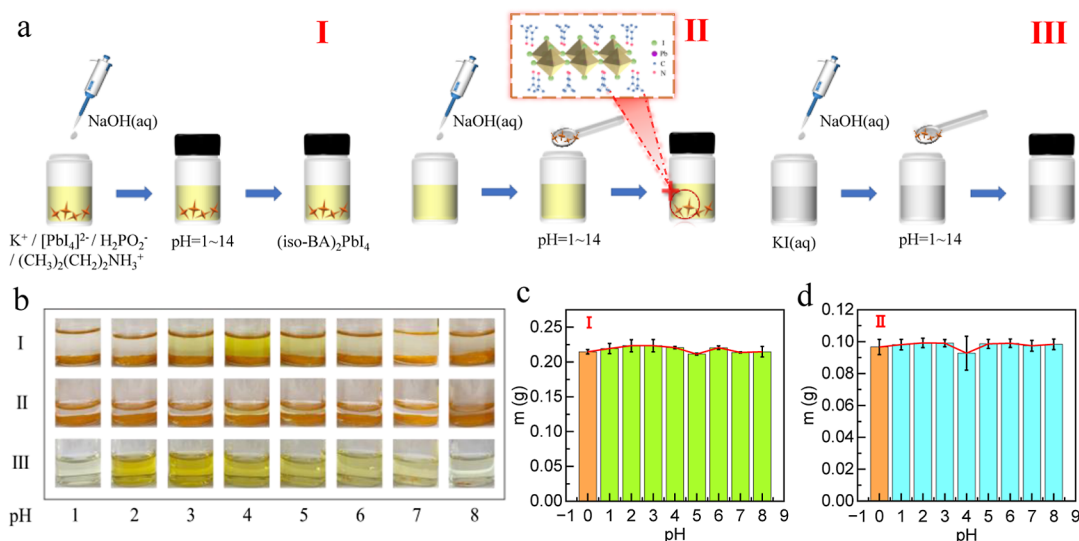 a
I
II
III
I
Pb
C
N
NaOH(aq)
NaOH(aq)
NaOH(aq)
K⁺ / [PbI₄]²⁻ / H₂PO₂⁻
/ (CH₃)₂(CH₂)₂NH₃⁺
pH=1~14
(iso-BA)₂PbI₄
pH=1~14
KI(aq)
pH=1~14
b
I
II
III
pH 1 2 3 4 5 6 7 8
c
I
m (g)
0.25
0.20
0.15
0.10
0.05
0.00
−1 0 1 2 3 4 5 6 7 8 9
pH
d
II
m (g)
0.12
0.10
0.08
0.06
0.04
0.02
0.00
−1 0 1 2 3 4 5 6 7 8 9
pH